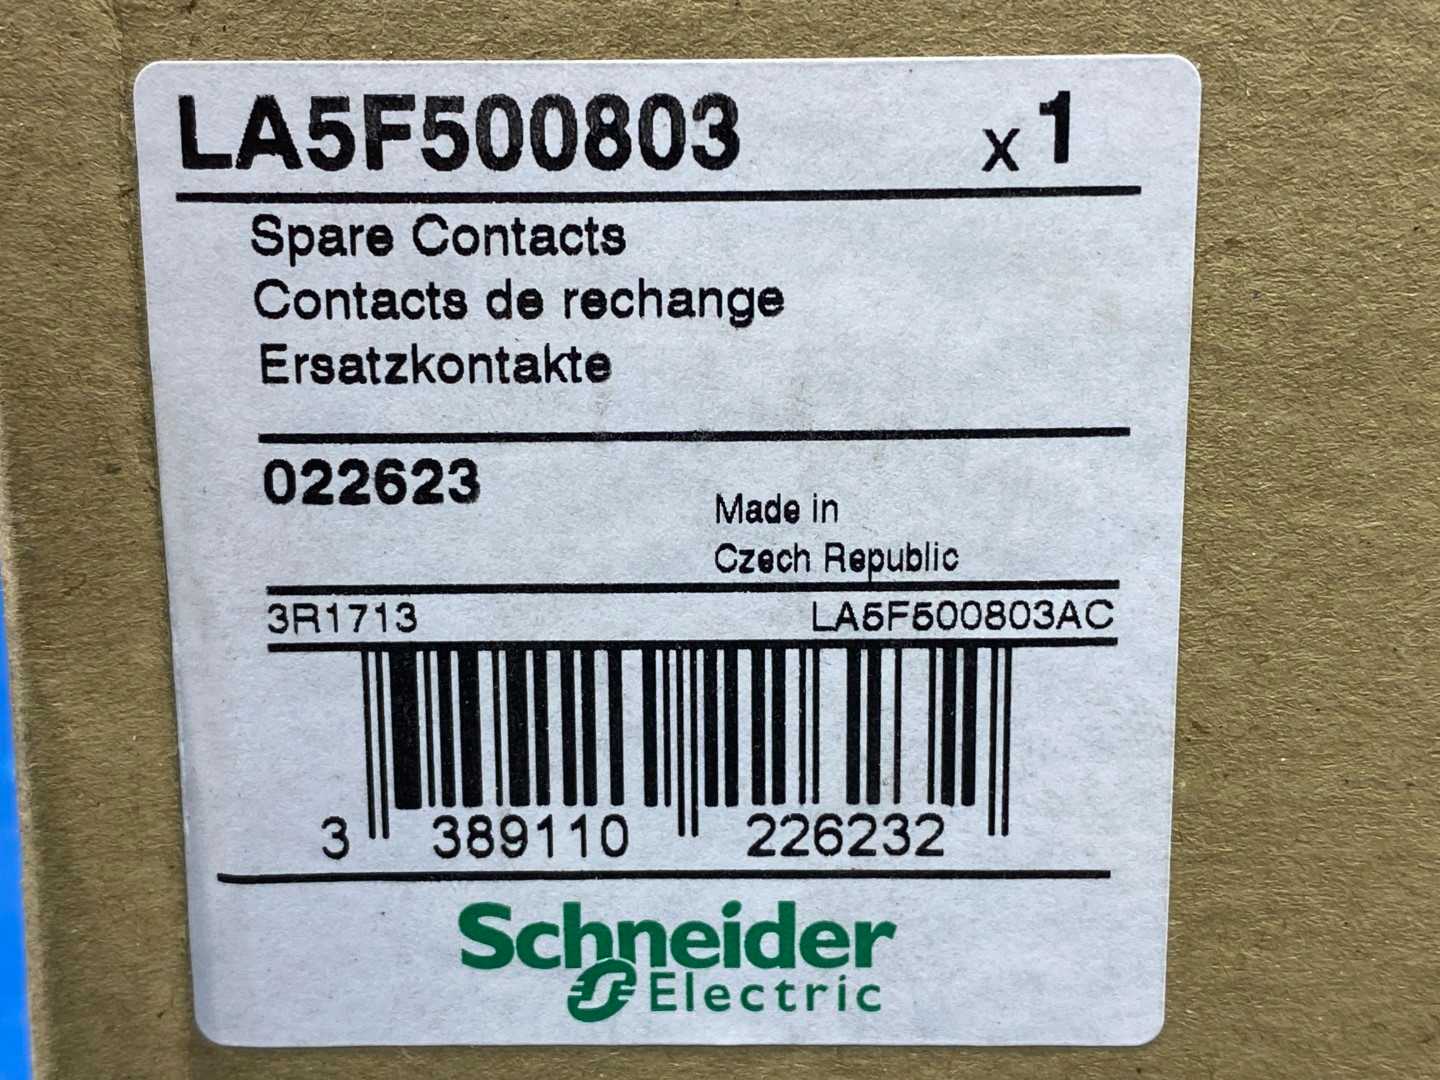 LA5F500803 x 1
Spare Contacts
Contacts de rechange
Ersatzkontakte
022623
Made in
Czech Republic
3R1713 LA5F500803AC
3 389110 226232
Schneider
Electric